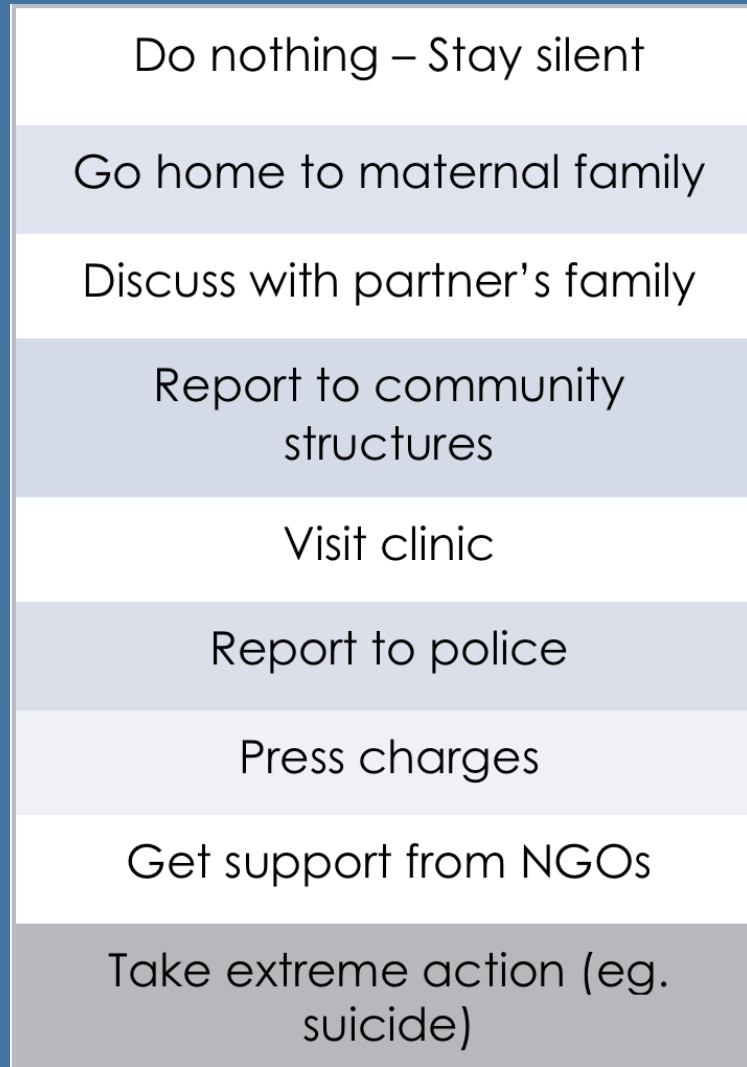 Do nothing – Stay silent
Go home to maternal family
Discuss with partner’s family
Report to community
structures
Visit clinic
Report to police
Press charges
Get support from NGOs
Take extreme action (eg.
suicide)